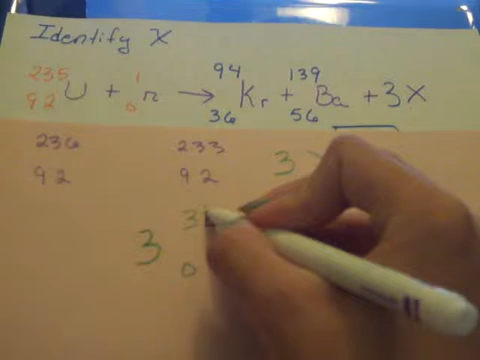 Identify X
235 1 94 139
U + n → Kr + Ba + 3X
92 0 36 56
236 233 3
92 92
3
3
0